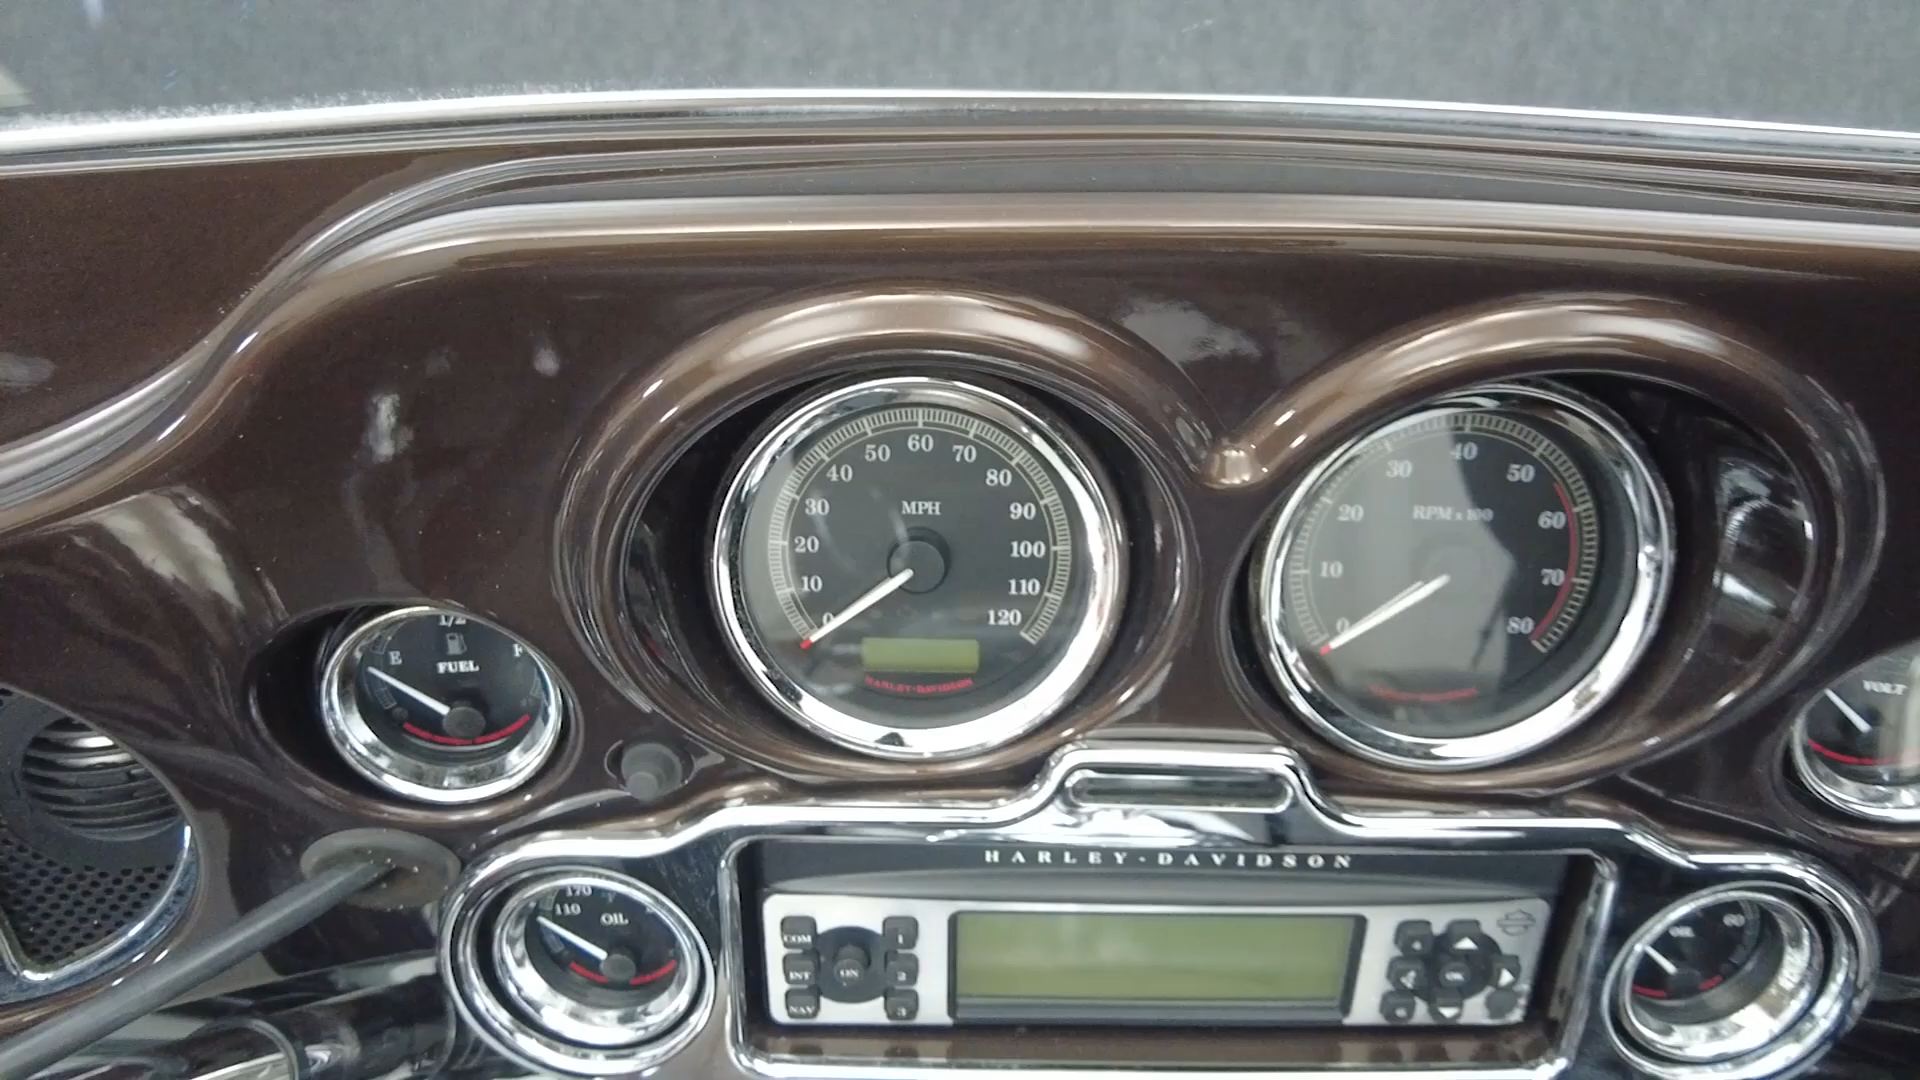 60
50 70
40 80
30 MPH 90
20 100
10 110
0 120
HARLEY-DAVIDSON
40
30 50
20 RPM x 100 60
10 70
0 80
1/2
E F
FUEL
VOLT
HARLEY-DAVIDSON
170
110 OIL
COM 1
INT ON 2
NAV 3
OIL 60